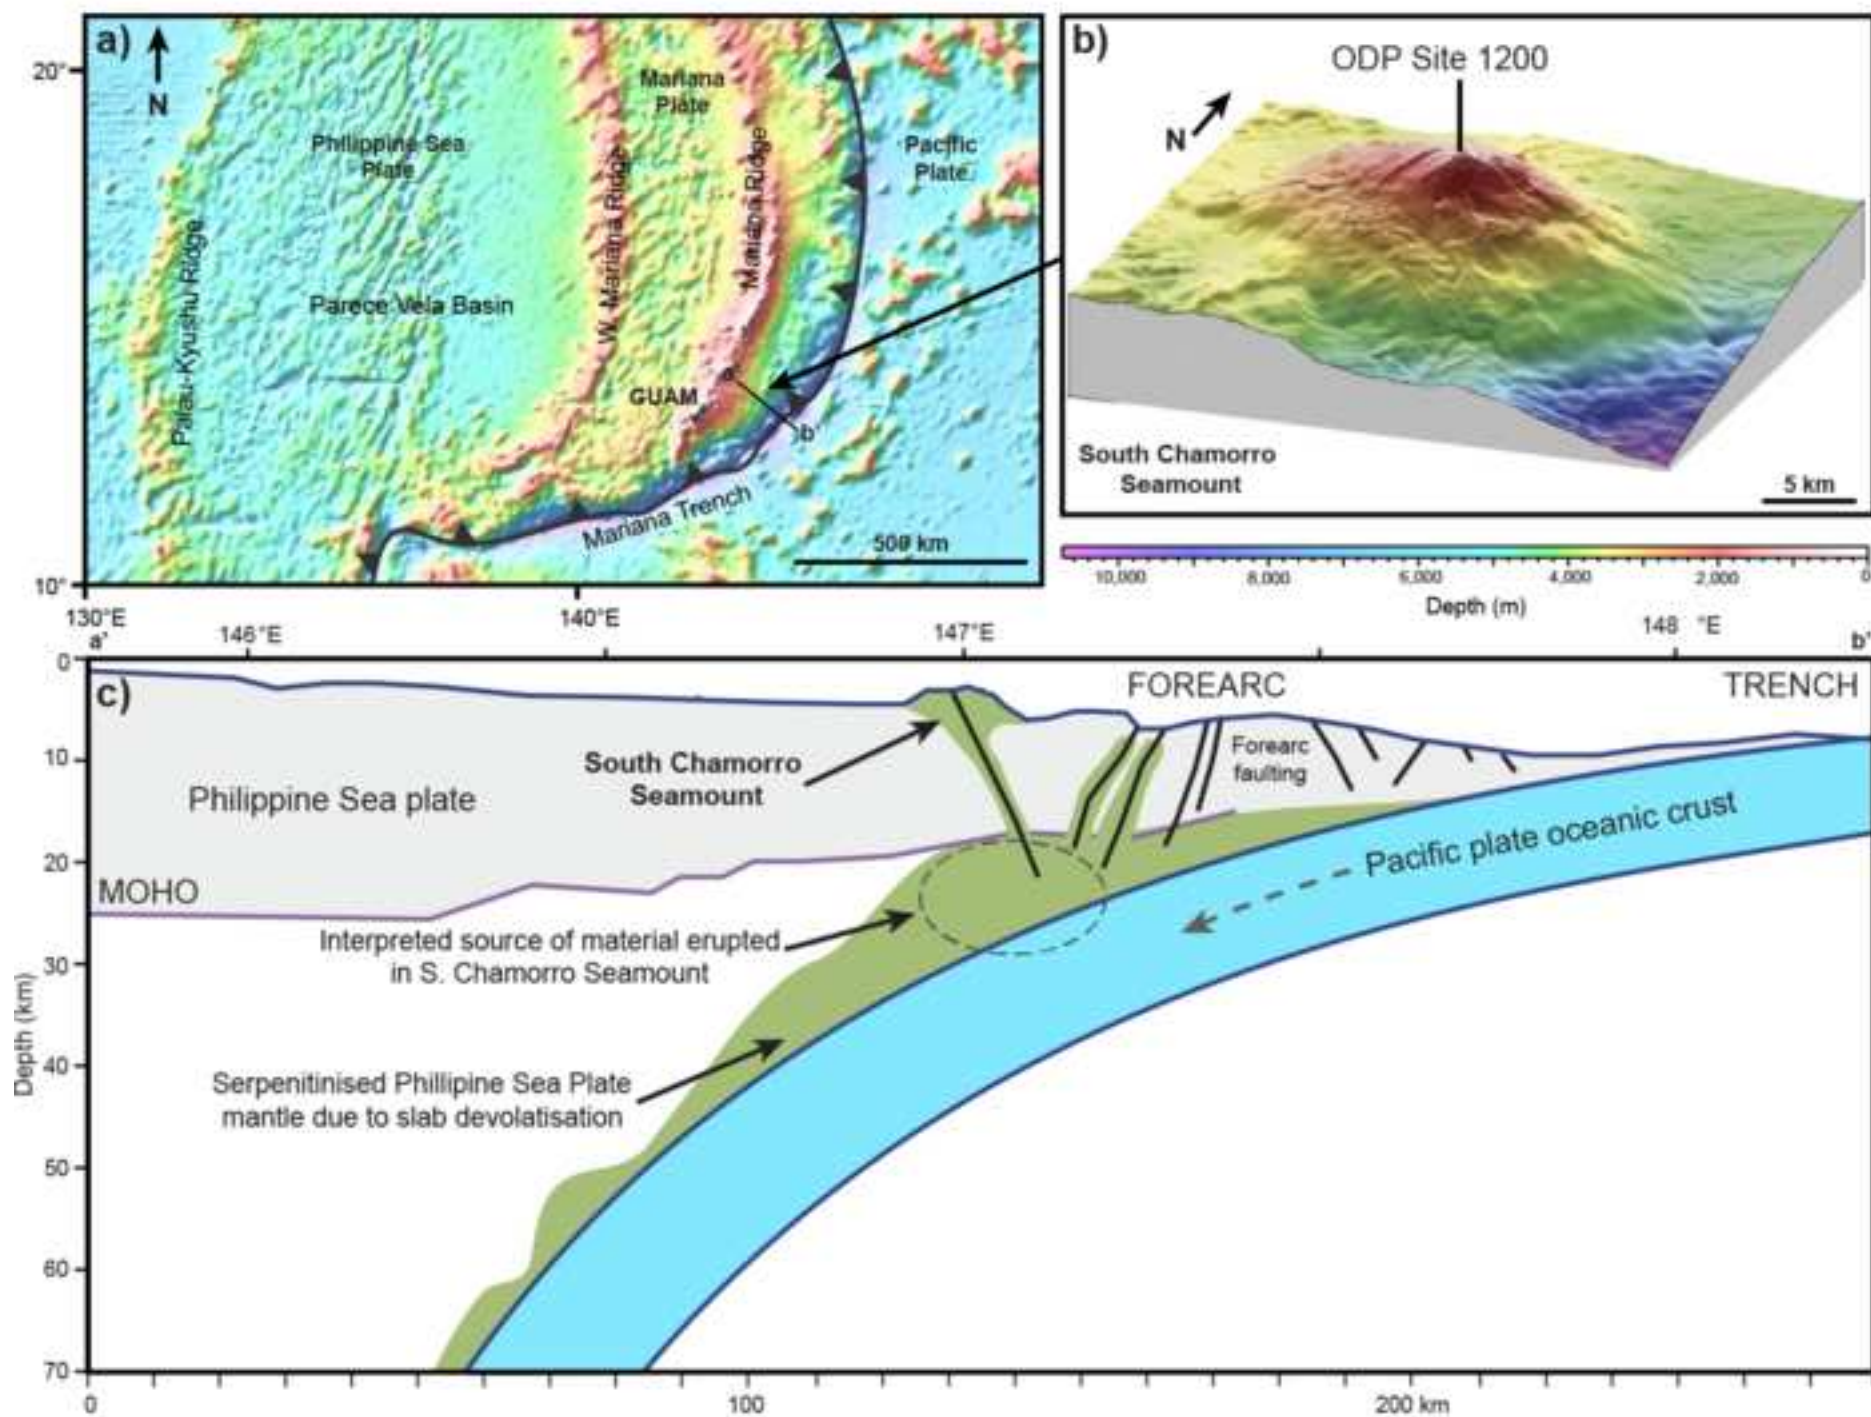 a)
N
20°
10°
130°E
140°E
Philippine Sea
Plate
Mariana
Plate
Pacific
Plate
Palau-Kyushu Ridge
W. Mariana Ridge
Mariana Ridge
Parece Vela Basin
GUAM
b'
Mariana Trench
500 km
b)
ODP Site 1200
N
South Chamorro
Seamount
5 km
10,000
8,000
6,000
4,000
2,000
0
Depth (m)
a'
146°E
147°E
148 °E
b'
c)
FOREARC
TRENCH
South Chamorro
Seamount
Forearc
faulting
Philippine Sea plate
Pacific plate oceanic crust
MOHO
Interpreted source of material erupted
in S. Chamorro Seamount
Serpenitinised Phillipine Sea Plate
mantle due to slab devolatisation
Depth (km)
0
10
20
30
40
50
60
70
0
100
200 km